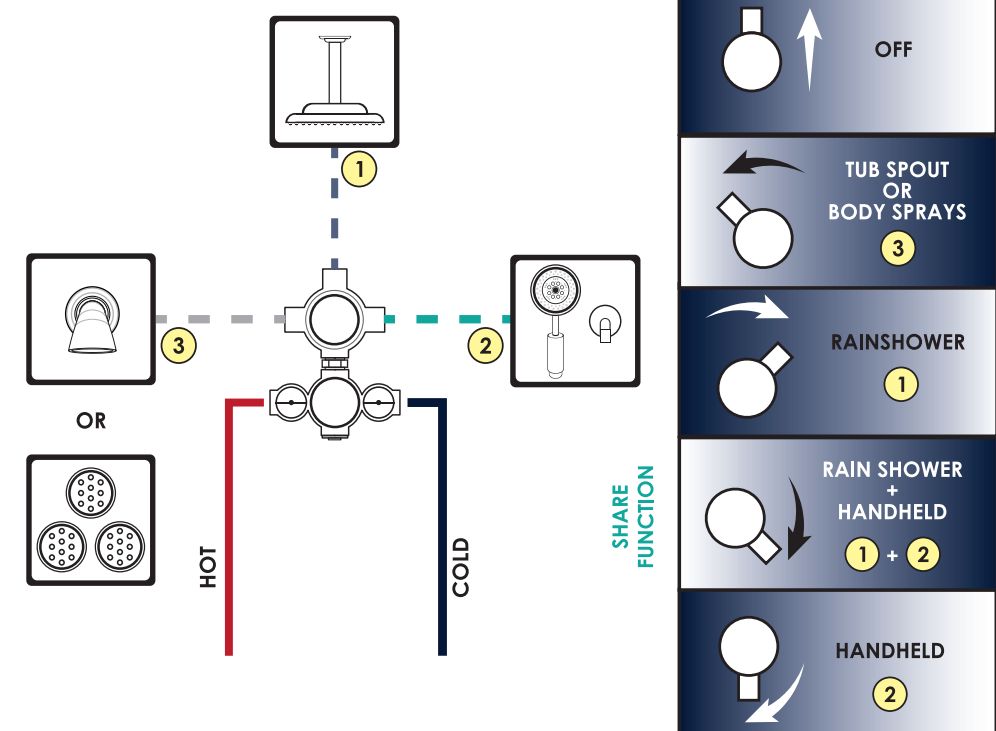 1
3
2
OR
HOT
COLD
SHARE
FUNCTION
OFF
TUB SPOUT
OR
BODY SPRAYS
3
RAINSHOWER
1
RAIN SHOWER
+
HANDHELD
1 + 2
HANDHELD
2